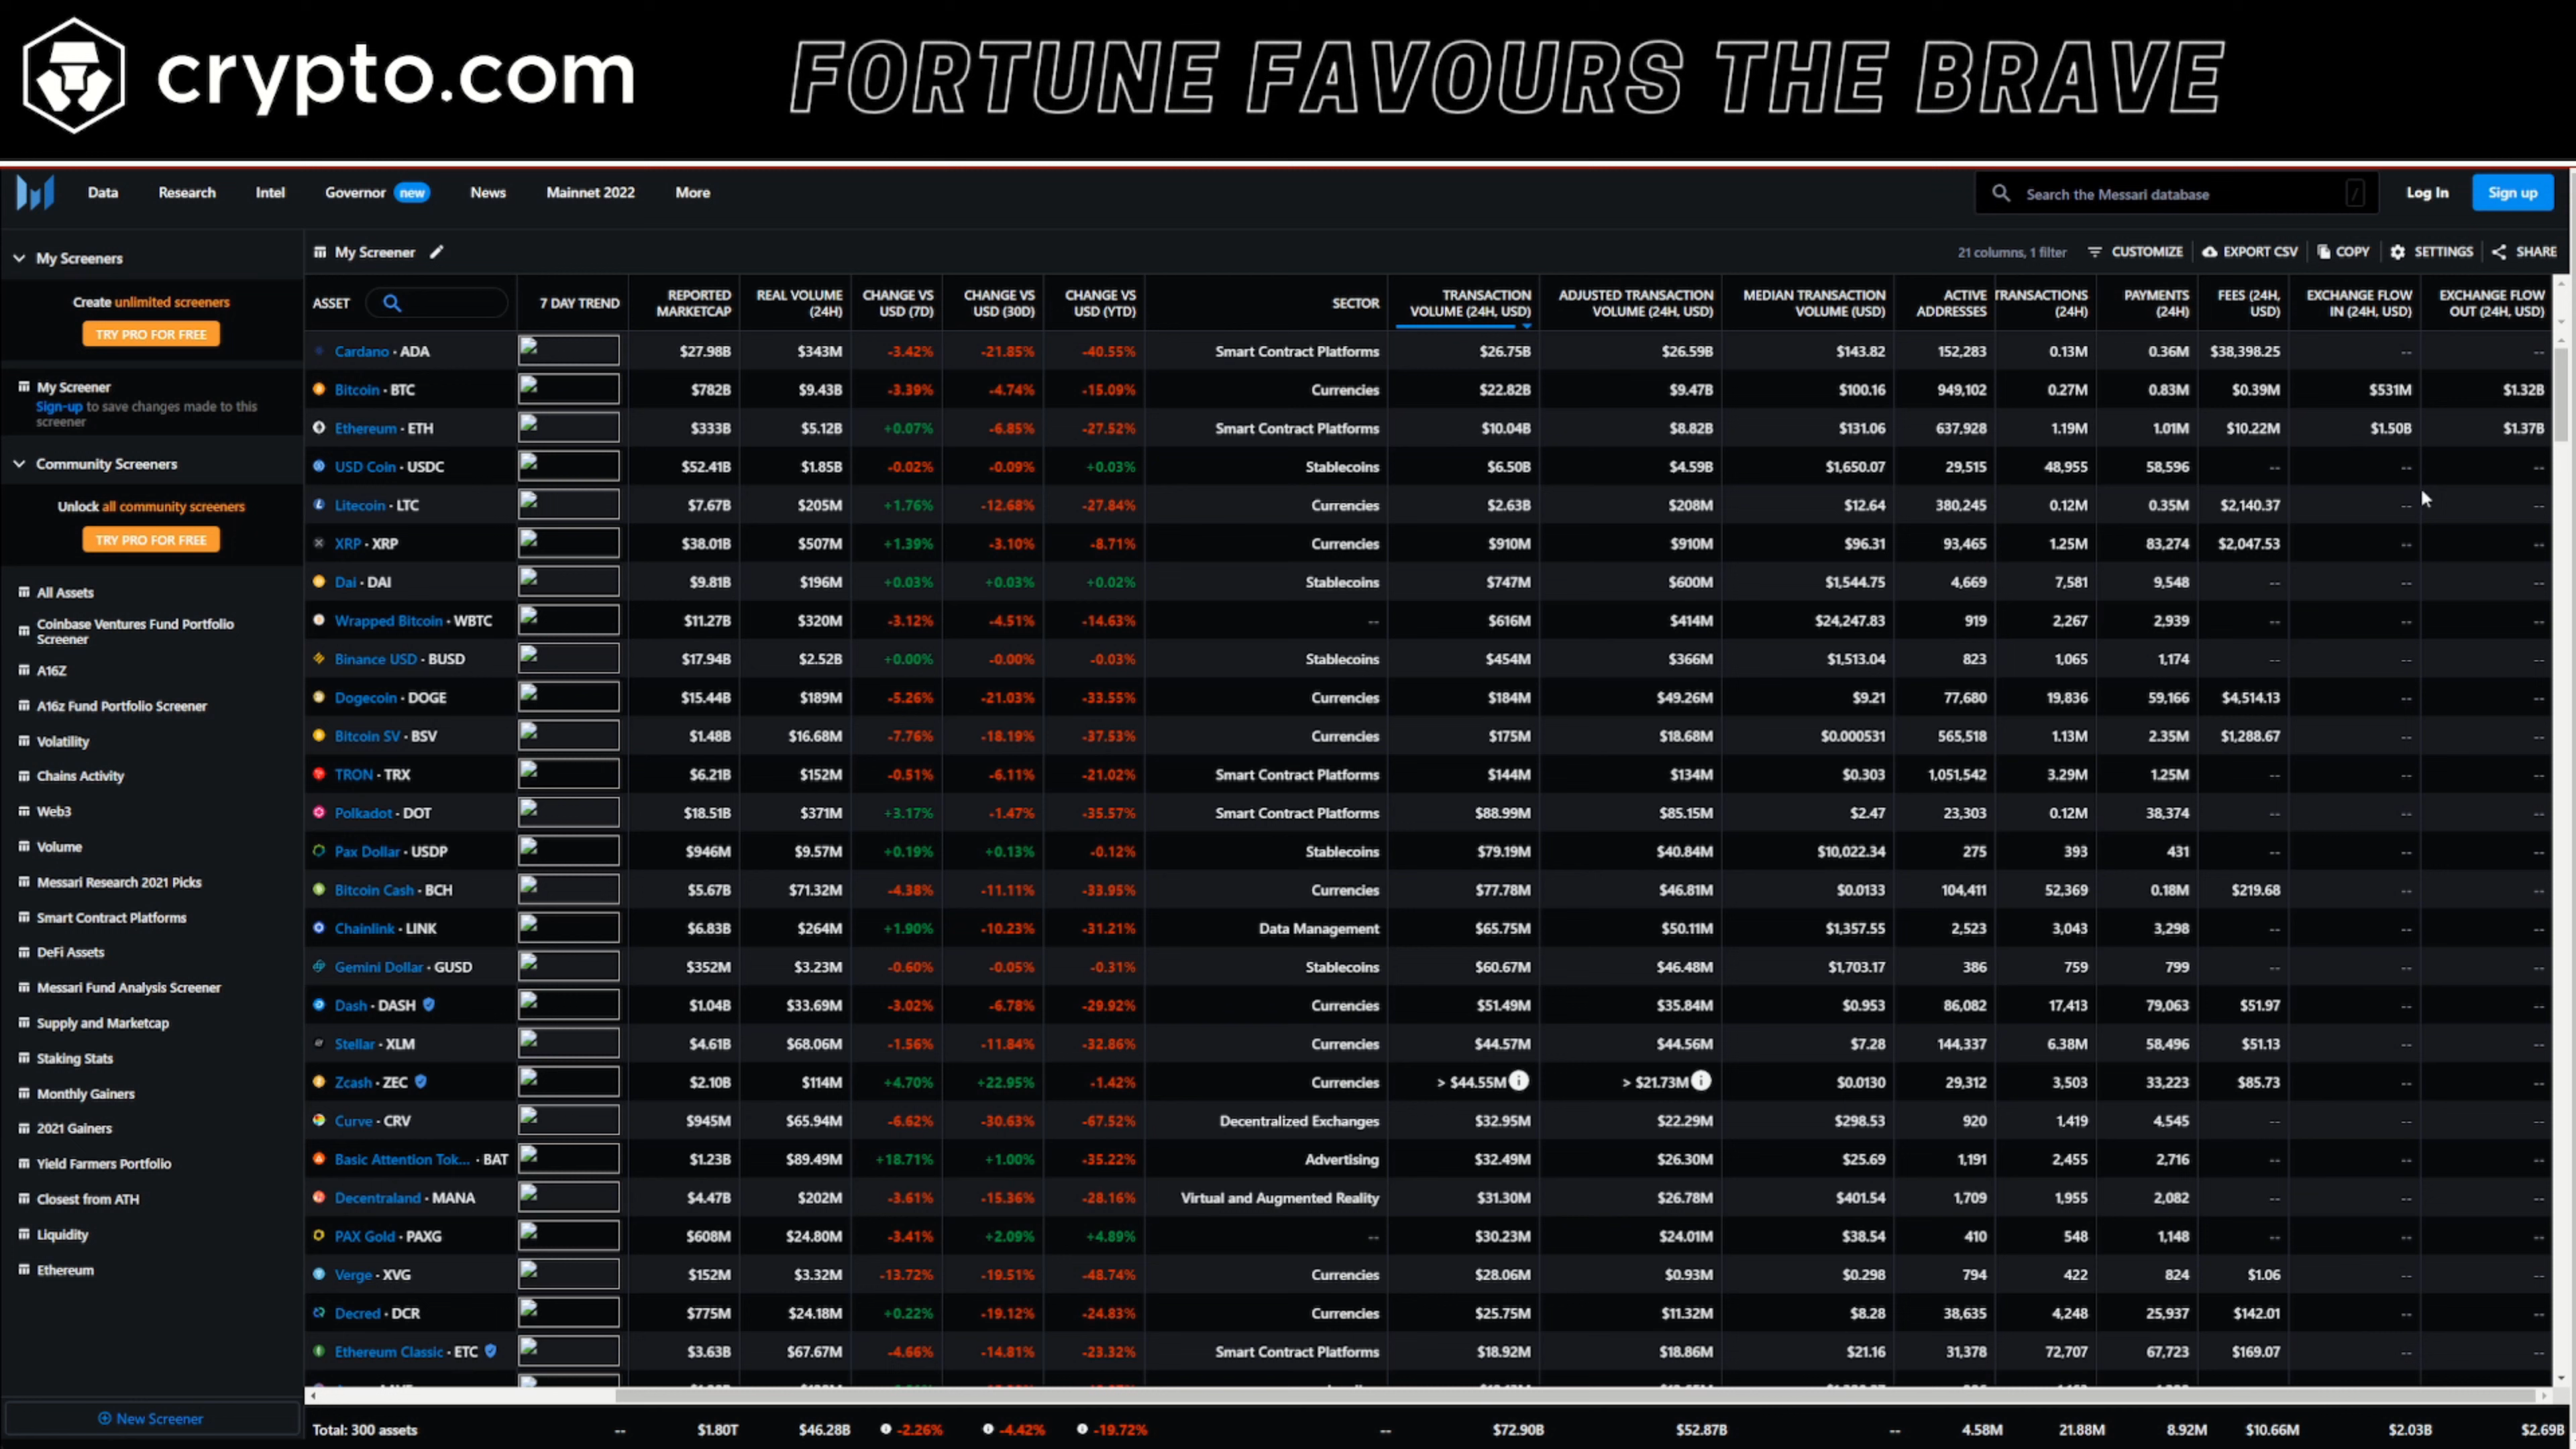 crypto.com FORTUNE FAVOURS THE BRAVE
Data Research Intel Governor new News Mainnet 2022 More Search the Messari database / Log In Sign up
My Screeners
Create unlimited screeners
TRY PRO FOR FREE
My Screener
Sign-up to save changes made to this
screener
Community Screeners
Unlock all community screeners
TRY PRO FOR FREE
All Assets
Coinbase Ventures Fund Portfolio
Screener
A16Z
A16z Fund Portfolio Screener
Volatility
Chains Activity
Web3
Volume
Messari Research 2021 Picks
Smart Contract Platforms
DeFi Assets
Messari Fund Analysis Screener
Supply and Marketcap
Staking Stats
Monthly Gainers
2021 Gainers
Yield Farmers Portfolio
Closest from ATH
Liquidity
Ethereum
New Screener
My Screener 21 columns, 1 filter CUSTOMIZE EXPORT CSV COPY SETTINGS SHARE
REPORTED REAL VOLUME CHANGE VS CHANGE VS CHANGE VS TRANSACTION ADJUSTED TRANSACTION MEDIAN TRANSACTION ACTIVE TRANSACTIONS PAYMENTS FEES (24H, EXCHANGE FLOW EXCHANGE FLOW
ASSET 7 DAY TREND SECTOR
MARKETCAP (24H) USD (7D) USD (30D) USD (YTD) VOLUME (24H, USD) VOLUME (24H, USD) VOLUME (USD) ADDRESSES (24H) (24H) USD) IN (24H, USD) OUT (24H, USD)
Cardano · ADA $27.98B $343M -3.42% -21.85% -40.55% Smart Contract Platforms $26.75B $26.59B $143.82 152,283 0.13M 0.36M $38,398.25 -- --
Bitcoin · BTC $782B $9.43B -3.39% -4.74% -15.09% Currencies $22.82B $9.47B $100.16 949,102 0.27M 0.83M $0.39M $531M $1.32B
Ethereum · ETH $333B $5.12B +0.07% -6.85% -27.52% Smart Contract Platforms $10.04B $8.82B $131.06 637,928 1.19M 1.01M $10.22M $1.50B $1.37B
USD Coin · USDC $52.41B $1.85B -0.02% -0.09% +0.03% Stablecoins $6.50B $4.59B $1,650.07 29,515 48,955 58,596 -- -- --
Litecoin · LTC $7.67B $205M +1.76% -12.68% -27.84% Currencies $2.63B $208M $12.64 380,245 0.12M 0.35M $2,140.37 -- --
XRP · XRP $38.01B $507M +1.39% -3.10% -8.71% Currencies $910M $910M $96.31 93,465 1.25M 83,274 $2,047.53 -- --
Dai · DAI $9.81B $196M +0.03% +0.03% +0.02% Stablecoins $747M $600M $1,544.75 4,669 7,581 9,548 -- -- --
Wrapped Bitcoin · WBTC $11.27B $320M -3.12% -4.51% -14.63% -- $616M $414M $24,247.83 919 2,267 2,939 -- -- --
Binance USD · BUSD $17.94B $2.52B +0.00% -0.00% -0.03% Stablecoins $454M $366M $1,513.04 823 1,065 1,174 -- -- --
Dogecoin · DOGE $15.44B $189M -5.26% -21.03% -33.55% Currencies $184M $49.26M $9.21 77,680 19,836 59,166 $4,514.13 -- --
Bitcoin SV · BSV $1.48B $16.68M -7.76% -18.19% -37.53% Currencies $175M $18.68M $0.000531 565,518 1.13M 2.35M $1,288.67 -- --
TRON · TRX $6.21B $152M -0.51% -6.11% -21.02% Smart Contract Platforms $144M $134M $0.303 1,051,542 3.29M 1.25M -- -- --
Polkadot · DOT $18.51B $371M +3.17% -1.47% -35.57% Smart Contract Platforms $88.99M $85.15M $2.47 23,303 0.12M 38,374 -- -- --
Pax Dollar · USDP $946M $9.57M +0.19% +0.13% -0.12% Stablecoins $79.19M $40.84M $10,022.34 275 393 431 -- -- --
Bitcoin Cash · BCH $5.67B $71.32M -4.38% -11.11% -33.95% Currencies $77.78M $46.81M $0.0133 104,411 52,369 0.18M $219.68 -- --
Chainlink · LINK $6.83B $264M +1.90% -10.23% -31.21% Data Management $65.75M $50.11M $1,357.55 2,523 3,043 3,298 -- -- --
Gemini Dollar · GUSD $352M $3.23M -0.60% -0.05% -0.31% Stablecoins $60.67M $46.48M $1,703.17 386 759 799 -- -- --
Dash · DASH $1.04B $33.69M -3.02% -6.78% -29.92% Currencies $51.49M $35.84M $0.953 86,082 17,413 79,063 $51.97 -- --
Stellar · XLM $4.61B $68.06M -1.56% -11.84% -32.86% Currencies $44.57M $44.56M $7.28 144,337 6.38M 58,496 $51.13 -- --
Zcash · ZEC $2.10B $114M +4.70% +22.95% -1.42% Currencies > $44.55M > $21.73M $0.0130 29,312 3,503 33,223 $85.73 -- --
Curve · CRV $945M $65.94M -6.62% -30.63% -67.52% Decentralized Exchanges $32.95M $22.29M $298.53 920 1,419 4,545 -- -- --
Basic Attention Tok... · BAT $1.23B $89.49M +18.71% +1.00% -35.22% Advertising $32.49M $26.30M $25.69 1,191 2,455 2,716 -- -- --
Decentraland · MANA $4.47B $202M -3.61% -15.36% -28.16% Virtual and Augmented Reality $31.30M $26.78M $401.54 1,709 1,955 2,082 -- -- --
PAX Gold · PAXG $608M $24.80M -3.41% +2.09% +4.89% -- $30.23M $24.01M $38.54 410 548 1,148 -- -- --
Verge · XVG $152M $3.32M -13.72% -19.51% -48.74% Currencies $28.06M $0.93M $0.298 794 422 824 $1.06 -- --
Decred · DCR $775M $24.18M +0.22% -19.12% -24.83% Currencies $25.75M $11.32M $8.28 38,635 4,248 25,937 $142.01 -- --
Ethereum Classic · ETC $3.63B $67.67M -4.66% -14.81% -23.32% Smart Contract Platforms $18.92M $18.86M $21.16 31,378 72,707 67,723 $169.07 -- --
Total: 300 assets -- $1.80T $46.28B -2.26% -4.42% -19.72% -- $72.90B $52.87B -- 4.58M 21.88M 8.92M $10.66M $2.03B $2.69B